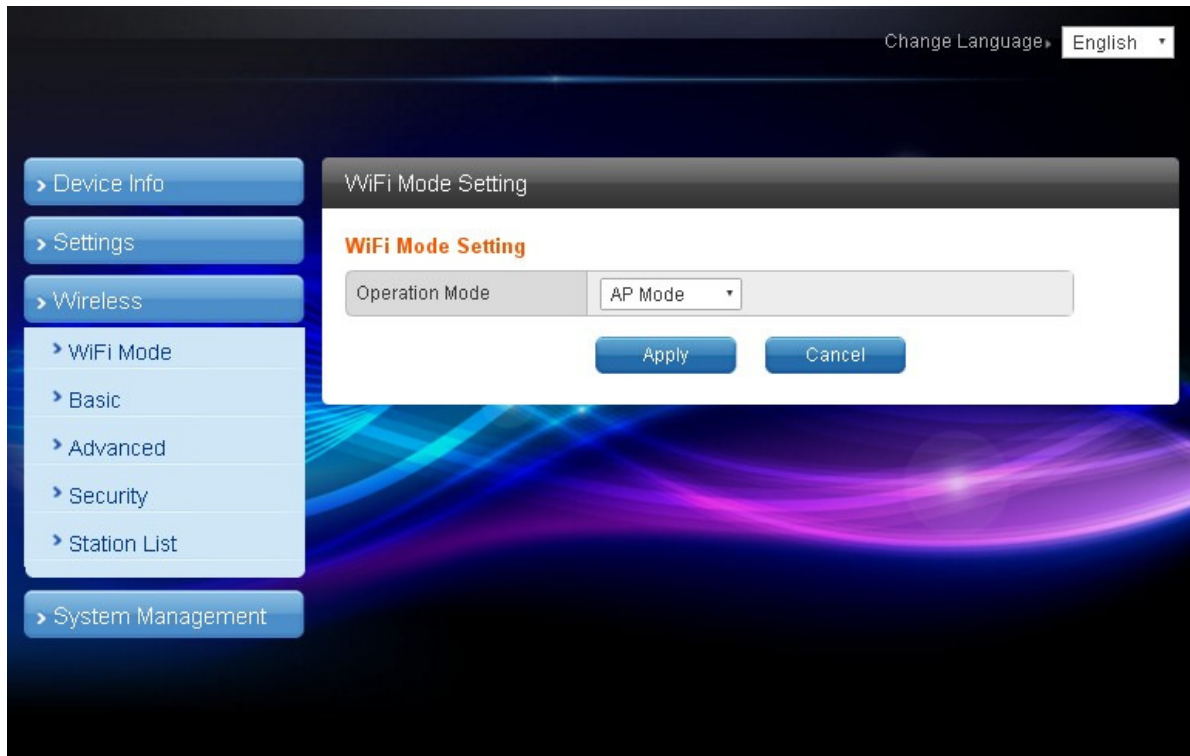 Change Language
English
Device Info
Settings
Wireless
WiFi Mode
Basic
Advanced
Security
Station List
System Management
WiFi Mode Setting
WiFi Mode Setting
Operation Mode AP Mode
Apply Cancel